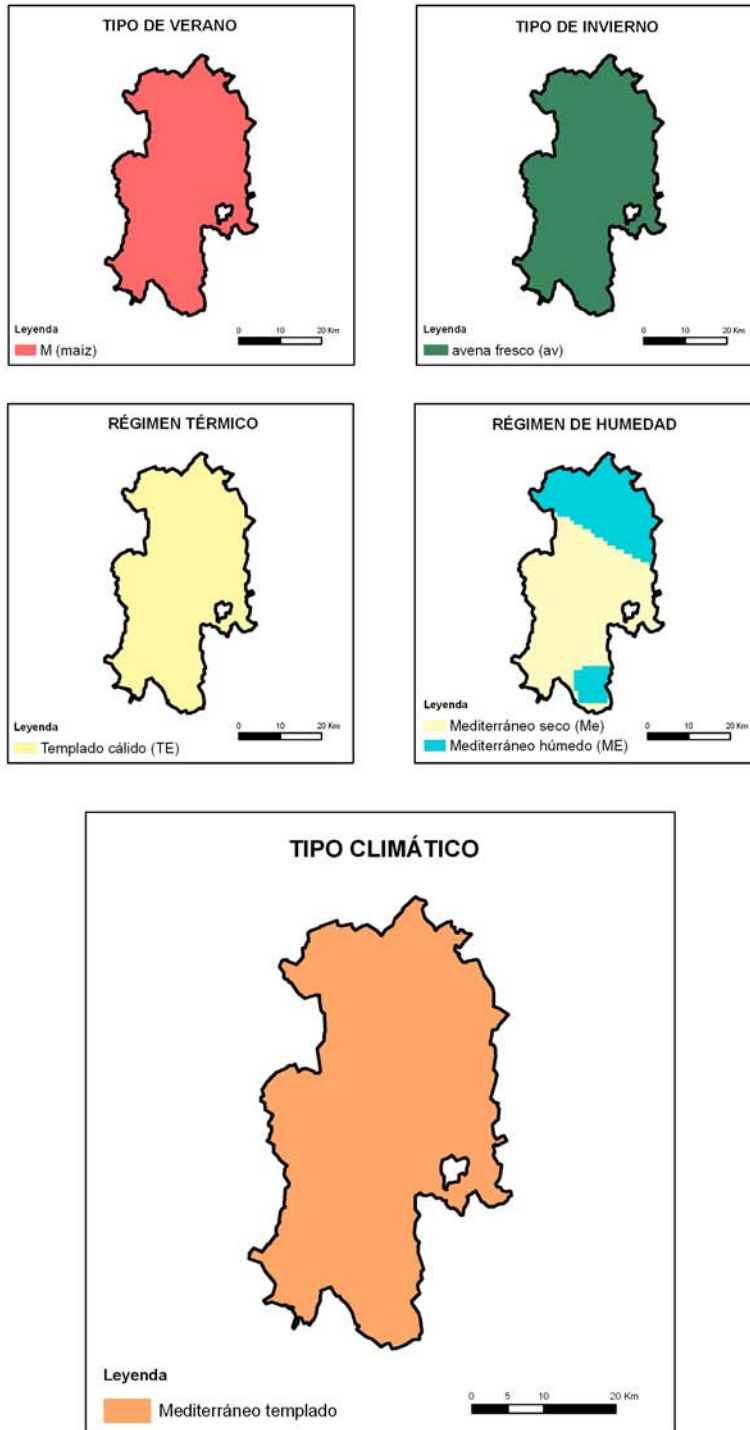 TIPO DE VERANO
Leyenda
M (maiz)
0 10 20 Km
TIPO DE INVIERNO
Leyenda
avena fresco (av)
0 10 20 Km
RÉGIMEN TÉRMICO
Leyenda
Templado cálido (TE)
0 10 20 Km
RÉGIMEN DE HUMEDAD
Leyenda
Mediterráneo seco (Me)
Mediterráneo húmedo (ME)
0 10 20 Km
TIPO CLIMÁTICO
Leyenda
Mediterráneo templado
0 5 10 20 Km